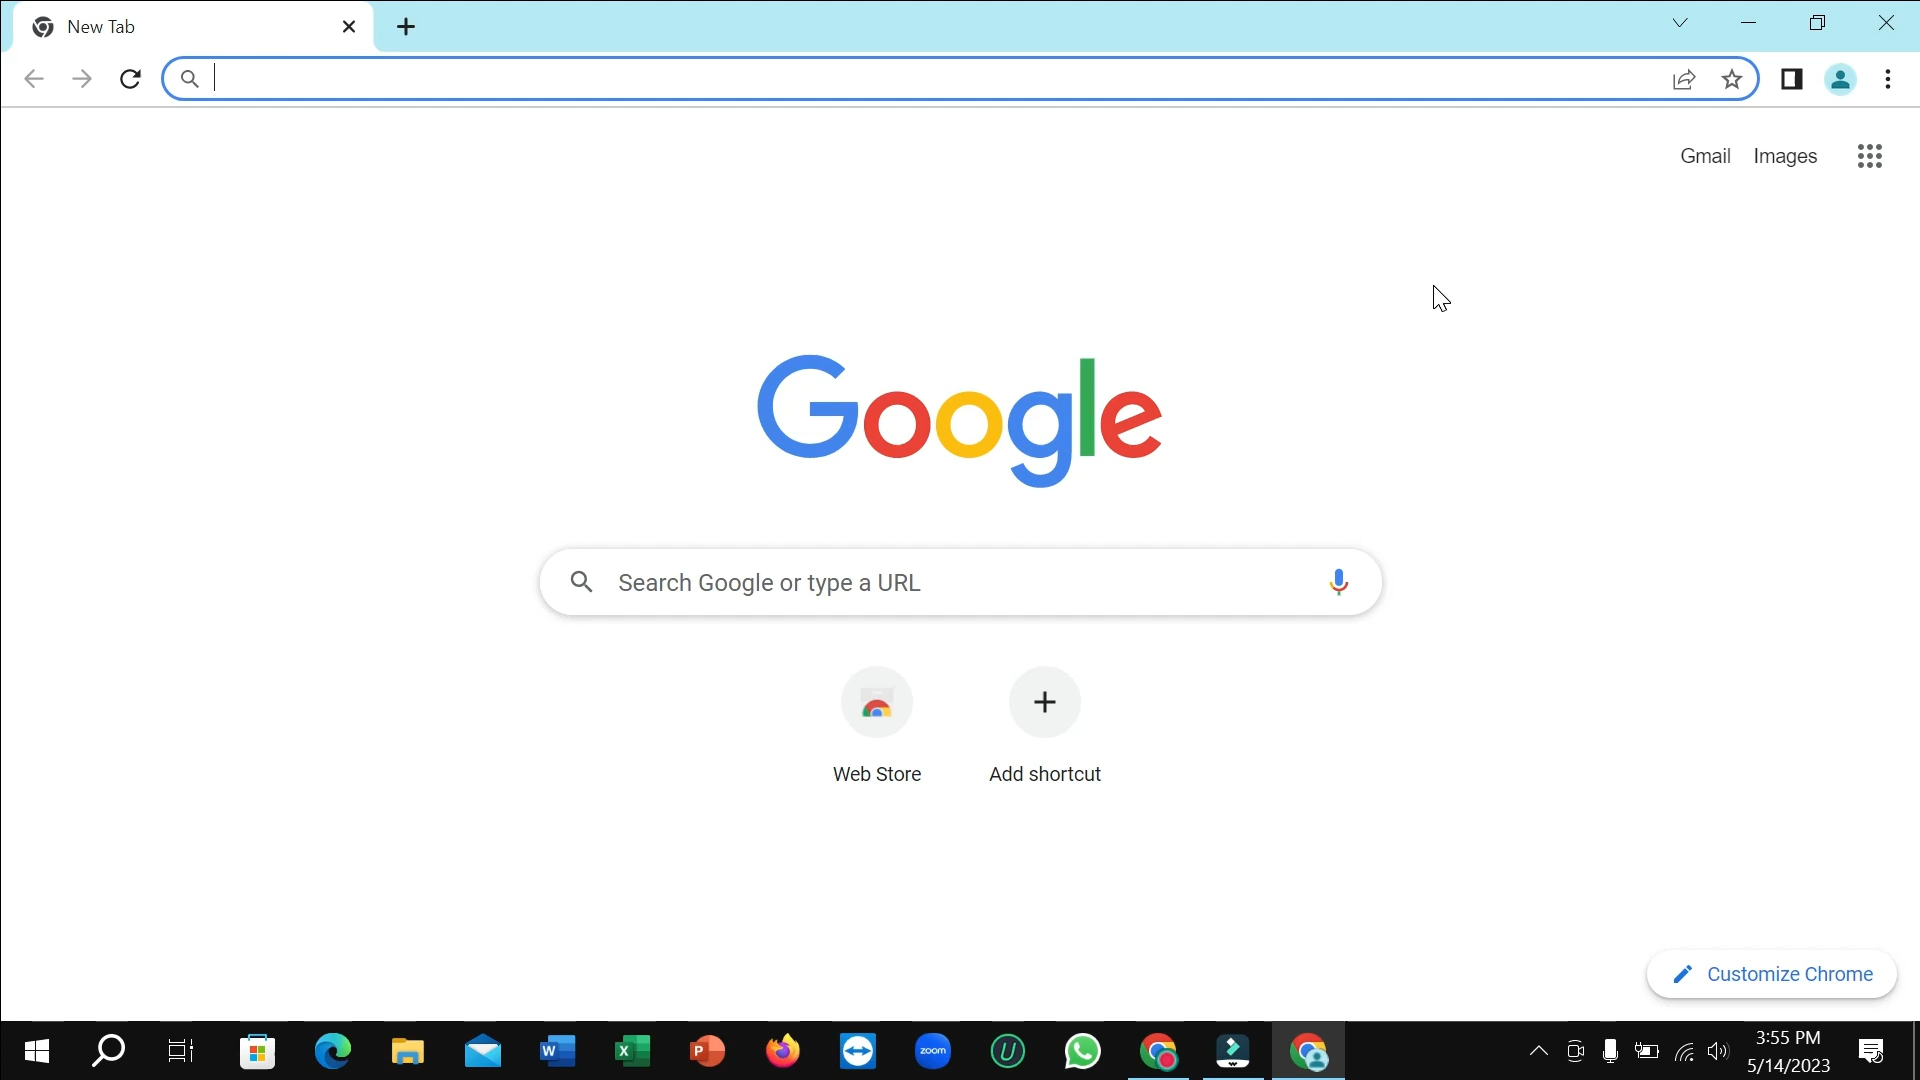 New Tab
Gmail Images
Google
Search Google or type a URL
Web Store Add shortcut
Customize Chrome
W X P zoom U
3:55 PM
5/14/2023